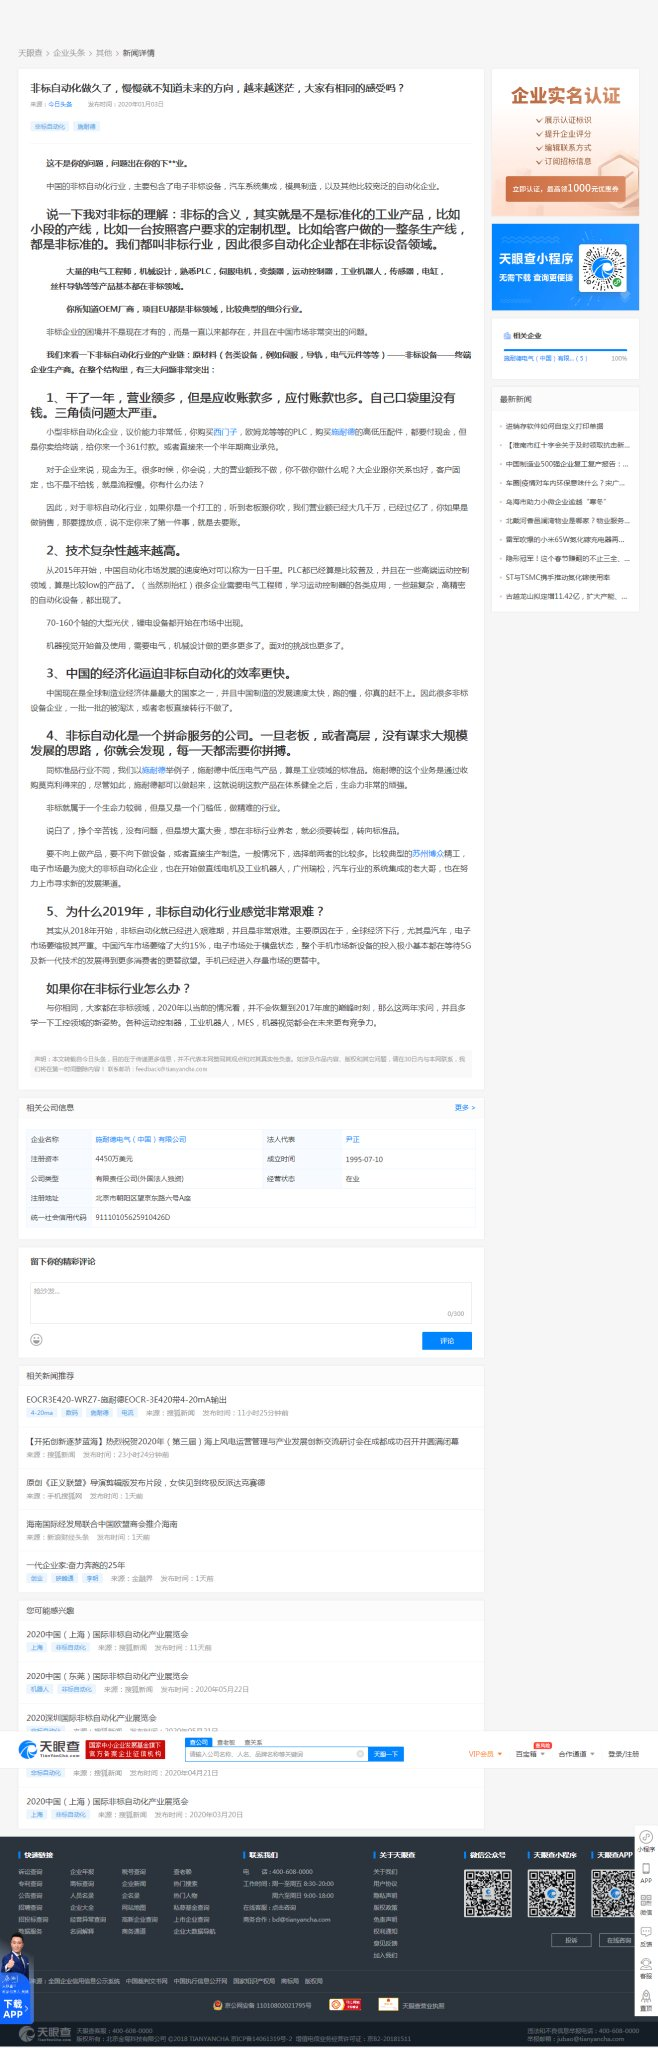 天眼查 > 企业头条 > 其他 > 新闻详情
非标自动化做久了，慢慢就不知道未来的方向，越来越迷茫，大家有相同的感受吗？
来源：今日头条 发布时间：2020年01月03日
非标自动化 施耐德
这不是你的问题，问题出在你的下**业。
中国的非标自动化行业，主要包含了电子非标设备，汽车系统集成，模具制造，以及其他比较宽泛的自动化企业。
说一下我对非标的理解：非标的含义，其实就是不是标准化的工业产品，比如
小段的产线，比如一台按照客户要求的定制机型。比如给客户做的一整条生产线，
都是非标准的。我们都叫非标行业，因此很多自动化企业都在非标设备领域。
大量的电气工程师，机械设计，熟悉PLC，伺服电机，变频器，运动控制器，工业机器人，传感器，电缸，
丝杆导轨等等产品基本都在非标领域。
你所知道OEM厂商，项目EU都是非标领域，比较典型的细分行业。
非标企业的困境并不是现在才有的，而是一直以来都存在，并且在中国市场非常突出的问题。
我们来看一下非标自动化行业的产业链：原材料（各类设备，例如伺服，导轨，电气元件等等）——非标设备——终端
企业生产商。在整个结构里，有三大问题非常突出：
1、干了一年，营业额多，但是应收账款多，应付账款也多。自己口袋里没有
钱。三角债问题太严重。
小型非标自动化企业，议价能力非常低，你购买西门子，欧姆龙等等的PLC，购买施耐德的高低压配件，都要付现金，但
是你卖给终端，给你来一个361付款。或者直接来一个半年期商业承兑。
对于企业来说，现金为王。很多时候，你会说，大的营业额我不做，你不做你做什么呢？大企业跟你关系也好，客户固
定，也不是不给钱，就是流程慢。你有什么办法？
因此，对于非标自动化行业，如果你是一个打工的，听到老板跟你吹，我们营业额已经大几千万，已经过亿了，你如果是
做销售，那要提放点，说不定你来了第一件事，就是去要账。
2、技术复杂性越来越高。
从2015年开始，中国自动化市场发展的速度绝对可以称为一日千里。PLC都已经算是比较普及，并且在一些高端运动控制
领域，算是比较low的产品了。（当然别抬杠）很多企业需要电气工程师，学习运动控制器的各类应用，一些超复杂，高精密
的自动化设备，都出现了。
70-160个轴的大型光伏，锂电设备都开始在市场中出现。
机器视觉开始普及使用，需要电气，机械设计做的更多更多了。面对的挑战也更多了。
3、中国的经济化逼迫非标自动化的效率更快。
中国现在是全球制造业经济体量最大的国家之一，并且中国制造的发展速度太快，跑的慢，你真的赶不上。因此很多非标
设备企业，一批一批的被淘汰，或者老板直接转行不做了。
4、非标自动化是一个拼命服务的公司。一旦老板，或者高层，没有谋求大规模
发展的思路，你就会发现，每一天都需要你拼搏。
同标准品行业不同，我们以施耐德举例子，施耐德中低压电气产品，算是工业领域的标准品。施耐德的这个业务是通过收
购莫克利得来的，尽管如此，施耐德都可以做起来，这就说明这款产品在体系健全之后，生命力非常的顽强。
非标就属于一个生命力较弱，但是又是一个门槛低，做精难的行业。
说白了，挣个辛苦钱，没有问题，但是想大富大贵，想在非标行业养老，就必须要转型，转向标准品。
要不向上做产品，要不向下做设备，或者直接生产制造。一般情况下，选择前两者的比较多。比较典型的苏州博众精工，
电子市场最为庞大的非标自动化企业，也在开始做直线电机及工业机器人，广州瑞松，汽车行业的系统集成的老大哥，也在努
力上市寻求新的发展渠道。
5、为什么2019年，非标自动化行业感觉非常艰难？
其实从2018年开始，非标自动化就已经进入艰难期，并且是非常艰难。主要原因在于，全球经济下行，尤其是汽车，电子
市场萎缩极其严重。中国汽车市场萎缩了大约15%，电子市场处于横盘状态，整个手机市场新设备的投入极小基本都在等待5G
及新一代技术的发展得到更多消费者的更替欲望。手机已经进入存量市场的更替中。
如果你在非标行业怎么办？
与你相同，大家都在非标领域，2020年以当前的情况看，并不会恢复到2017年度的巅峰时刻，那么这两年求问，并且多
学一下工控领域的新姿势。各种运动控制器，工业机器人，MES，机器视觉都会在未来更有竞争力。
声明：本文转载自今日头条，目的在于传递更多信息，并不代表本网赞同其观点和对其真实性负责。如涉及作品内容、版权和其它问题，请在30日内与本网联系，我
们将在第一时间删除内容！联系邮箱：feedback@tianyancha.com
相关公司信息 更多 >
企业名称 施耐德电气（中国）有限公司 法人代表 尹正
注册资本 4450万美元 成立时间 1995-07-10
公司类型 有限责任公司(外国法人独资) 经营状态 在业
注册地址 北京市朝阳区望京东路六号A座
统一社会信用代码 91110105625910426D
留下你的精彩评论
抢沙发...
0/300
评论
相关新闻推荐
EOCR3E420-WRZ7-施耐德EOCR-3E420带4-20mA输出
4-20ma 数码 施耐德 电流 来源：搜狐新闻 发布时间：11小时25分钟前
【开拓创新逐梦蓝海】热烈祝贺2020年（第三届）海上风电运营管理与产业发展创新交流研讨会在成都成功召开并圆满闭幕
来源：搜狐新闻 发布时间：23小时24分钟前
原创《正义联盟》导演剪辑版发布片段，女侠见到终极反派达克赛德
来源：手机搜狐网 发布时间：1天前
海南国际经发局联合中国欧盟商会推介海南
来源：新浪财经头条 发布时间：1天前
一代企业家:奋力奔跑的25年
创业 李明 来源：金融界 发布时间：1天前
您可能感兴趣
2020中国（上海）国际非标自动化产业展览会
上海 非标自动化 来源：搜狐新闻 发布时间：11天前
2020中国（东莞）国际非标自动化产业展览会
机器人 非标自动化 来源：搜狐新闻 发布时间：2020年05月22日
2020深圳国际非标自动化产业展览会
天眼查 TianYanCha.com 国家中小企业发展基金旗下
官方备案企业征信机构
查公司 查老板 查关系
请输入公司名称、人名、品牌名称等关键词 天眼一下
VIP会员 百宝箱 查风险 合作通道 登录/注册
非标自动化 来源：搜狐新闻 发布时间：2020年04月21日
2020中国（上海）国际非标自动化产业展览会
上海 非标自动化 来源：搜狐新闻 发布时间：2020年03月20日
企业实名认证
展示认证标识
提升企业评分
编辑联系方式
订阅招标信息
立即认证，最高领1000元优惠券
天眼查小程序
无需下载 查询更便捷
相关企业
施耐德电气（中国）有限...（5） 100%
最新新闻
进销存软件如何自定义打印单据
【淮南市红十字会关于及时领取抗击新...
中国制造业500强企业复工复产报告：...
车圈|疫情对车内环保意味什么？宋广...
乌海市助力小微企业逾越“寒冬”
北戴河香邑澜湾物业是哪家？物业服务...
雷军吹爆的小米65W氮化镓充电器再...
隐形冠军！这个春节赚翻的不止三全、...
ST与TSMC携手推动氮化镓使用率
古越龙山拟定增11.42亿，扩大产能、...
快速链接
诉讼查询 企业年报 税号查询 查老赖
专利查询 商标查询 企业新闻 热门搜索
公告查询 人员名录 企名录 热门人物
招聘查询 企业大全 网站地图 私募基金查询
招投标查询 经营异常查询 高新企业查询 上市企业查询
数据服务 名词解释 商务通道 企业大数据导航
联系我们
电 话：400-608-0000
工作时间：周一至周五 8:30-20:00
周六至周日 9:00-18:00
在线客服：点击咨询
商务合作：bd@tianyancha.com
关于天眼查
关于我们
用户协议
隐私声明
版权政策
免责声明
权利通知
意见反馈
加入我们
微信公众号 天眼查小程序 天眼查APP
投诉 在线咨询
来源：全国企业信用信息公示系统 中国裁判文书网 中国执行信息公开网 国家知识产权局 商标局 版权局
京公网安备 11010802021795号 天眼查营业执照
天眼查 天眼查客服：400-608-0000
版权所有：北京金堤科技有限公司 ©2018 TIANYANCHA 京ICP备14061319号-2 增值电信业务经营许可证：京B2-20181511
违法和不良信息举报电话：400-608-0000
举报邮箱：jubao@tianyancha.com
小程序
APP
微信
反馈
客服
置顶
下载
APP